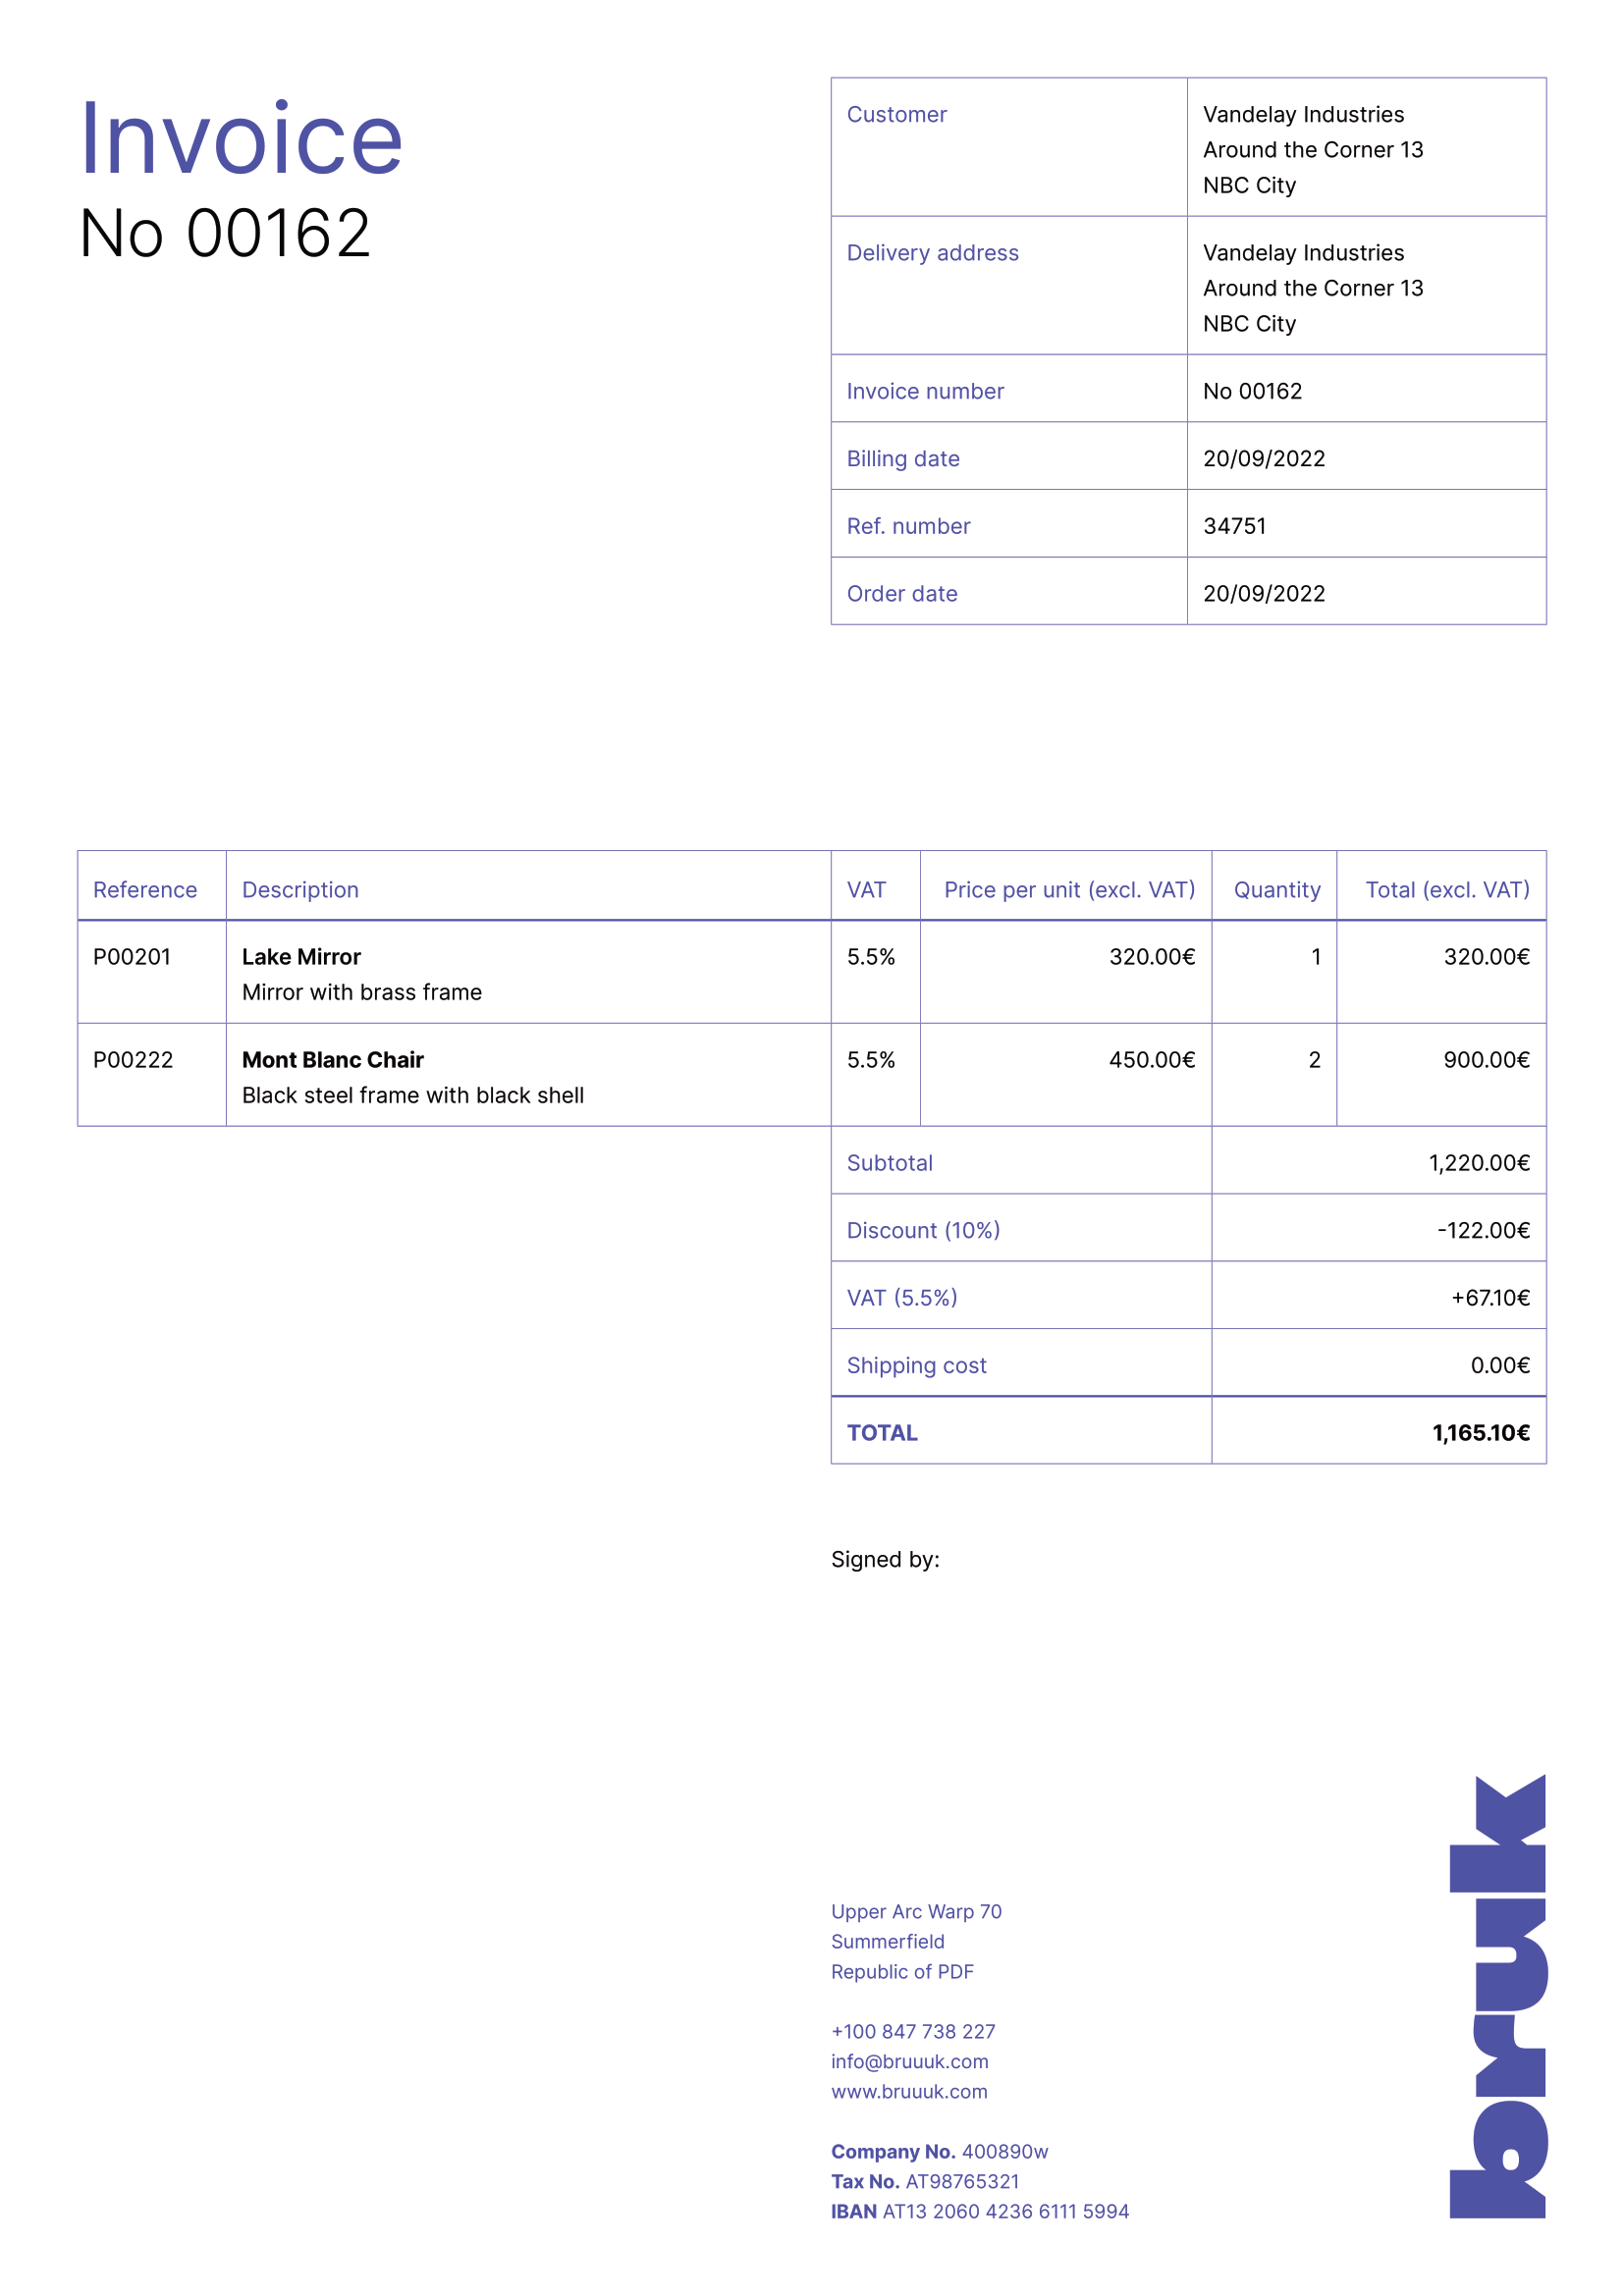 Invoice
No 00162
Customer
Vandelay Industries
Around the Corner 13
NBC City
Delivery address
Vandelay Industries
Around the Corner 13
NBC City
Invoice number No 00162
Billing date 20/09/2022
Ref. number 34751
Order date 20/09/2022
Reference Description VAT Price per unit (excl. VAT) Quantity Total (excl. VAT)
P00201 Lake Mirror 5.5% 320.00€ 1 320.00€
Mirror with brass frame
P00222 Mont Blanc Chair 5.5% 450.00€ 2 900.00€
Black steel frame with black shell
Subtotal 1,220.00€
Discount (10%) -122.00€
VAT (5.5%) +67.10€
Shipping cost 0.00€
TOTAL 1,165.10€
Signed by:
Upper Arc Warp 70
Summerfield
Republic of PDF
+100 847 738 227
info@bruuuk.com
www.bruuuk.com
Company No. 400890w
Tax No. AT98765321
IBAN AT13 2060 4236 6111 5994
bruk